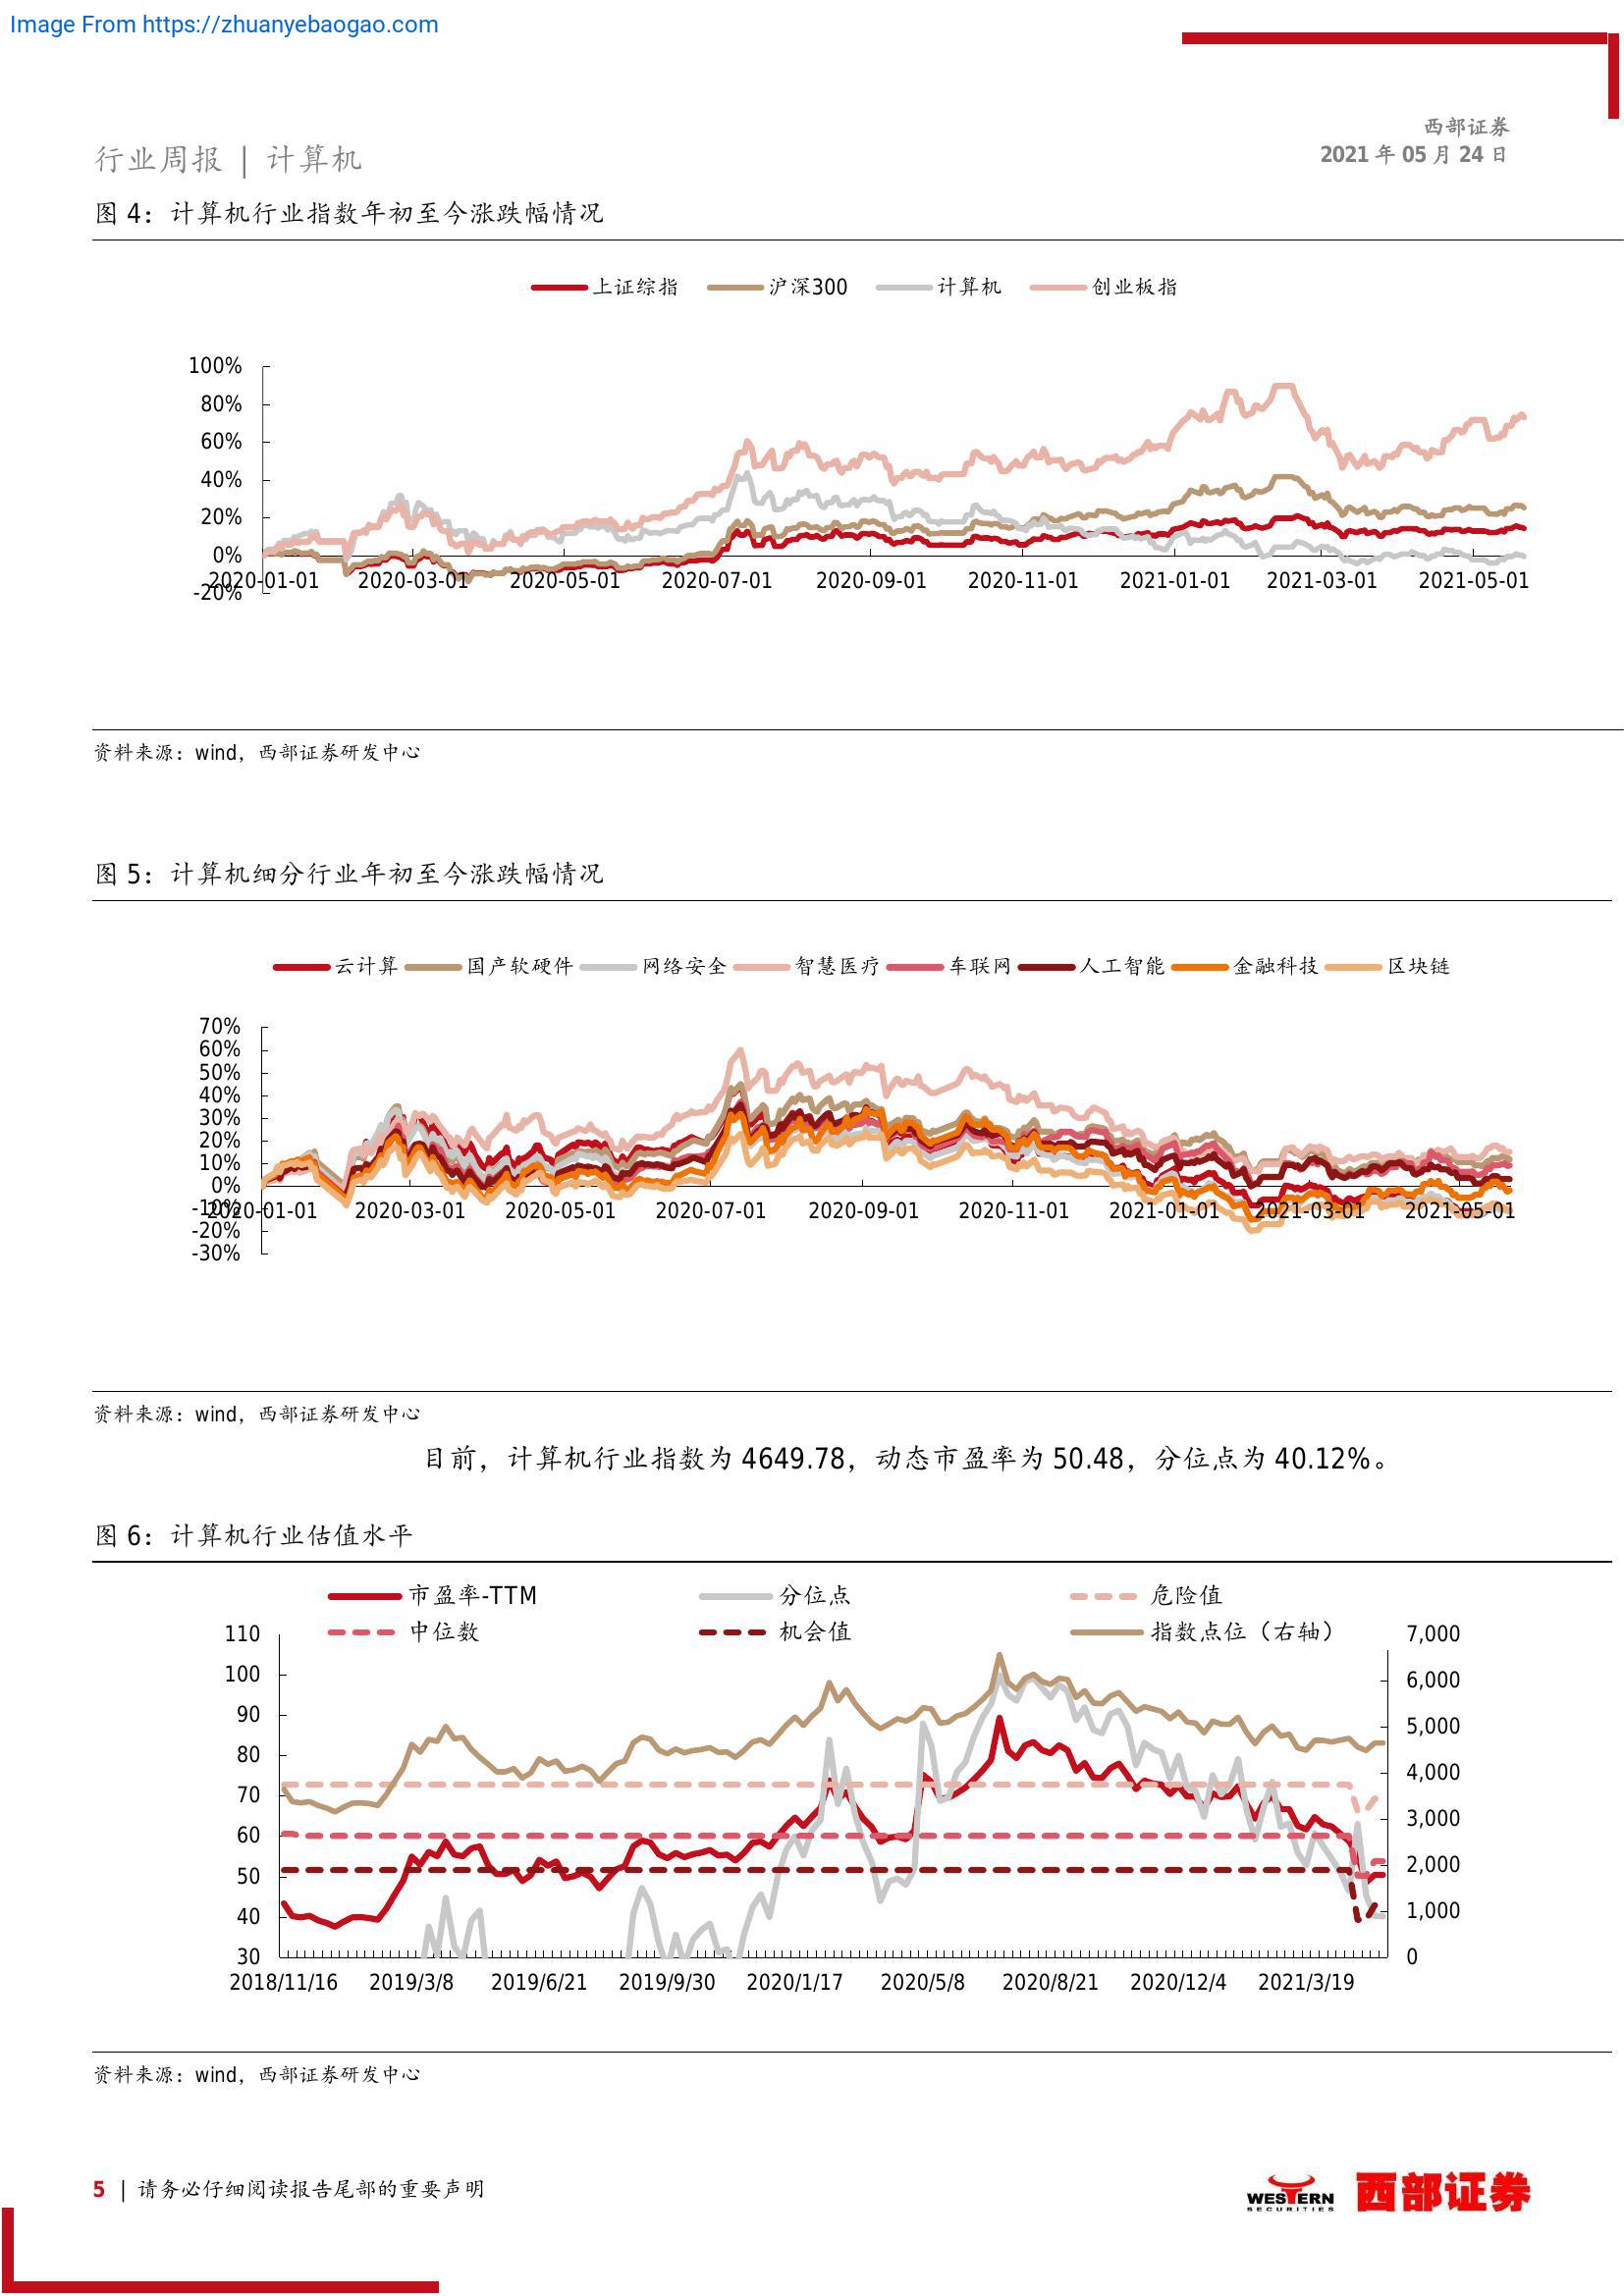 Image From https://zhuanyebaogao.com
西部证券
2021 年 05 月 24 日
行业周报 | 计算机
图 4：计算机行业指数年初至今涨跌幅情况
上证综指 沪深300 计算机 创业板指
100%
80%
60%
40%
20%
0%
-20%
2020-01-01 2020-03-01 2020-05-01 2020-07-01 2020-09-01 2020-11-01 2021-01-01 2021-03-01 2021-05-01
资料来源：wind，西部证券研发中心
图 5：计算机细分行业年初至今涨跌幅情况
云计算 国产软硬件 网络安全 智慧医疗 车联网 人工智能 金融科技 区块链
70%
60%
50%
40%
30%
20%
10%
0%
-10%
-20%
-30%
2020-01-01 2020-03-01 2020-05-01 2020-07-01 2020-09-01 2020-11-01 2021-01-01 2021-03-01 2021-05-01
资料来源：wind，西部证券研发中心
目前，计算机行业指数为 4649.78，动态市盈率为 50.48，分位点为 40.12%。
图 6：计算机行业估值水平
市盈率-TTM 分位点 危险值
中位数 机会值 指数点位（右轴）
110 7,000
100 6,000
90 5,000
80 4,000
70 3,000
60 2,000
50 1,000
40 0
30
2018/11/16 2019/3/8 2019/6/21 2019/9/30 2020/1/17 2020/5/8 2020/8/21 2020/12/4 2021/3/19
资料来源：wind，西部证券研发中心
5 | 请务必仔细阅读报告尾部的重要声明
WESTERN
SECURITIES
西部证券